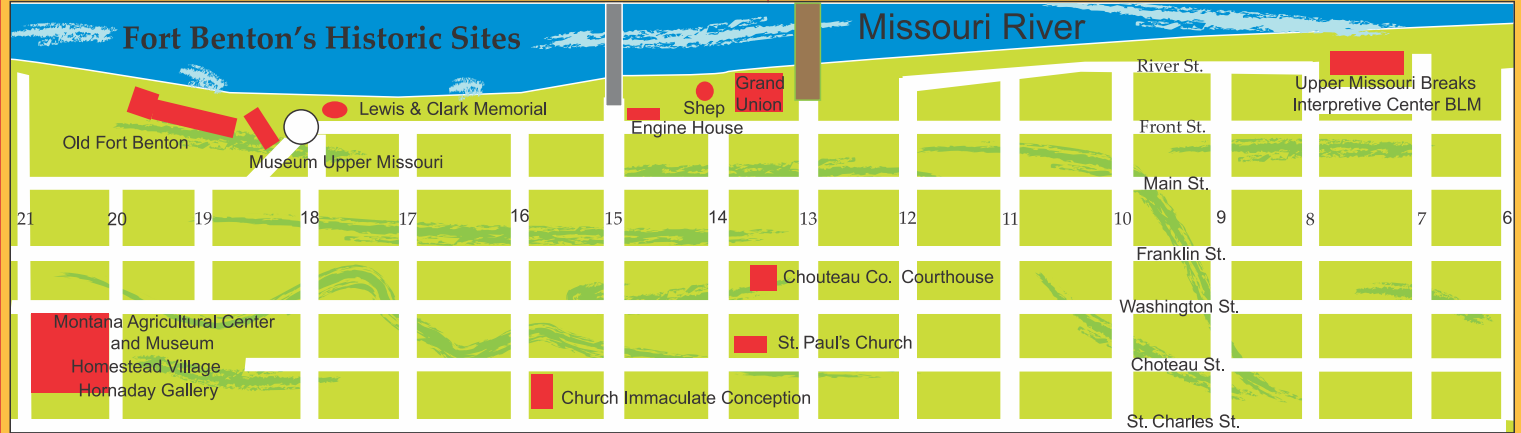 Fort Benton's Historic Sites
Missouri River
River St.
Grand
Union
Upper Missouri Breaks
Interpretive Center BLM
Lewis & Clark Memorial
Shep
Engine House
Front St.
Old Fort Benton
Museum Upper Missouri
Main St.
21 20 19 18 17 16 15 14 13 12 11 10 9 8 7 6
Franklin St.
Chouteau Co. Courthouse
Washington St.
Montana Agricultural Center
and Museum
Homestead Village
Hornaday Gallery
St. Paul's Church
Choteau St.
Church Immaculate Conception
St. Charles St.